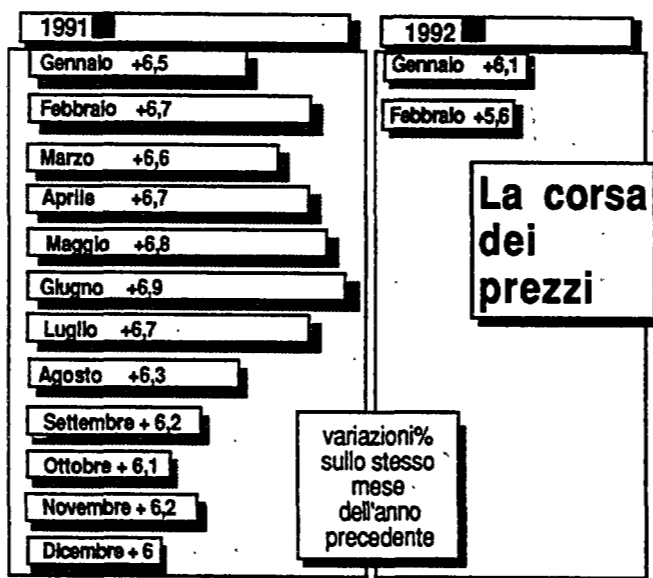 1991
Gennaio +6,5
Febbraio +6,7
Marzo +6,6
Aprile +6,7
Maggio +6,8
Giugno +6,9
Luglio +6,7
Agosto +6,3
Settembre + 6,2
Ottobre + 6,1
Novembre + 6,2
Dicembre + 6
1992
Gennaio +6,1
Febbraio +5,6
La corsa
dei
prezzi
variazioni%
sullo stesso
mese
dell'anno
precedente